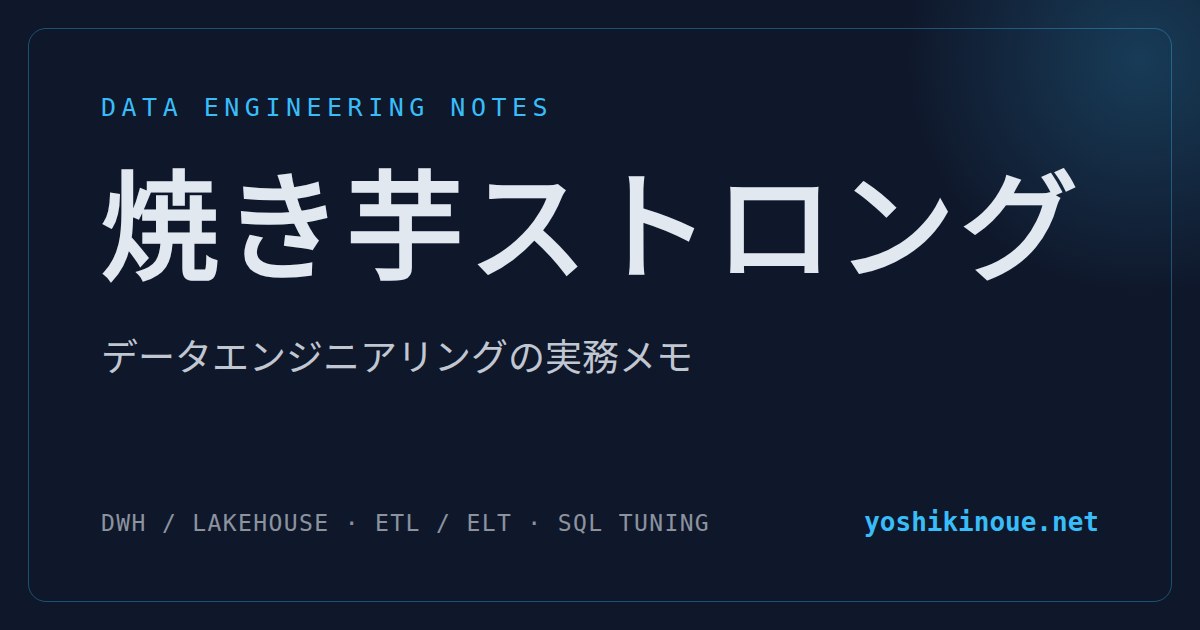 DATA ENGINEERING NOTES
焼き芋ストロング
データエンジニアリングの実務メモ
DWH / LAKEHOUSE · ETL / ELT · SQL TUNING
yoshikinoue.net